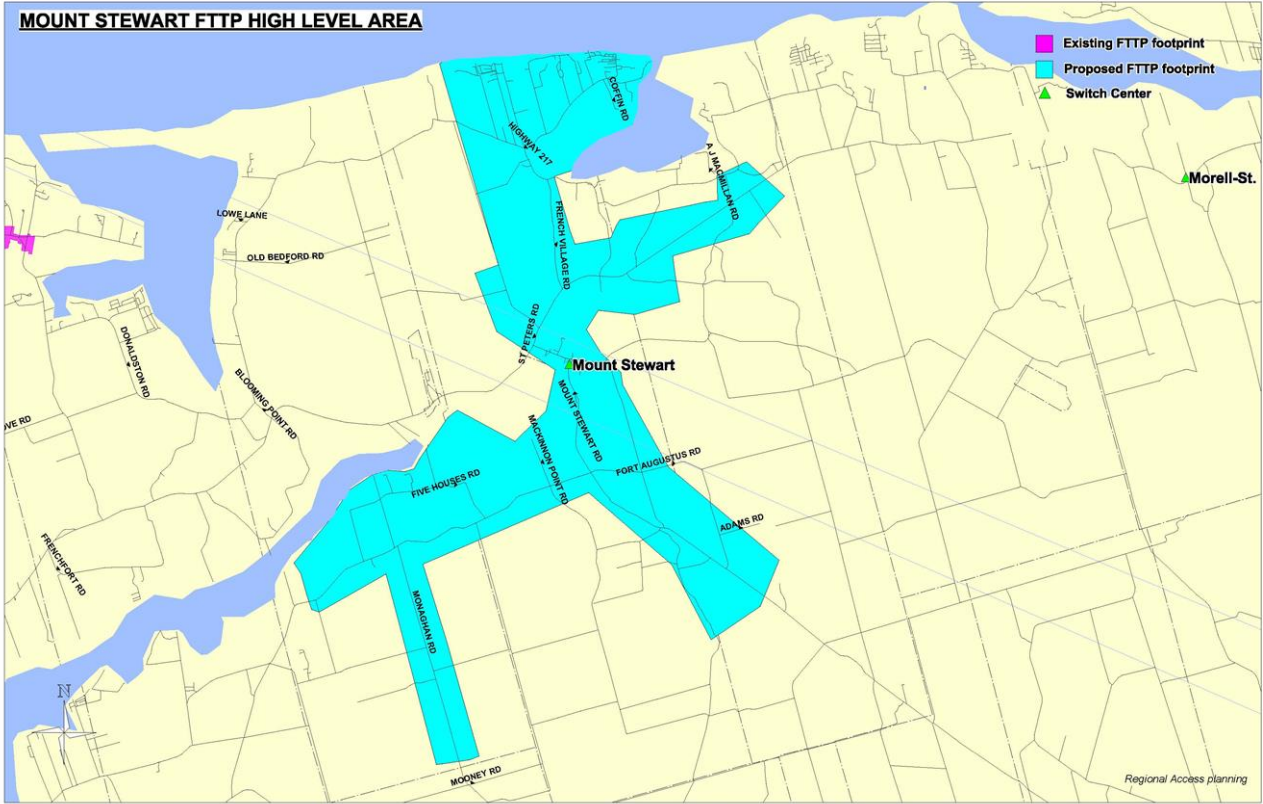 MOUNT STEWART FTTP HIGH LEVEL AREA
Existing FTTP footprint
Proposed FTTP footprint
Switch Center
COFFIN RD
HIGHWAY 217
A J MACMILLAN RD
Morell-St.
LOWE LANE
FRENCH VILLAGE RD
OLD BEDFORD RD
ST PETERS RD
DONALDSTON RD
Mount Stewart
BLOOMING POINT RD
MOUNT STEWART RD
OVE RD
MACKINNON POINT RD
FORT AUGUSTUS RD
FIVE HOUSES RD
ADAMS RD
FRENCHFORT RD
MONAGHAN RD
N
MOONEY RD
Regional Access planning